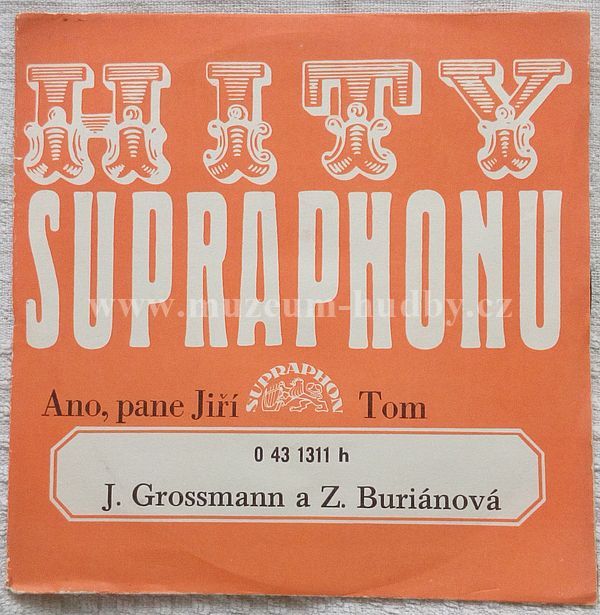 HITY
SUPRAPHONU
www.muzeum-hudby.cz
Ano, pane Jiří SUPRAPHON Tom
0 43 1311 h
J. Grossmann a Z. Buriánová